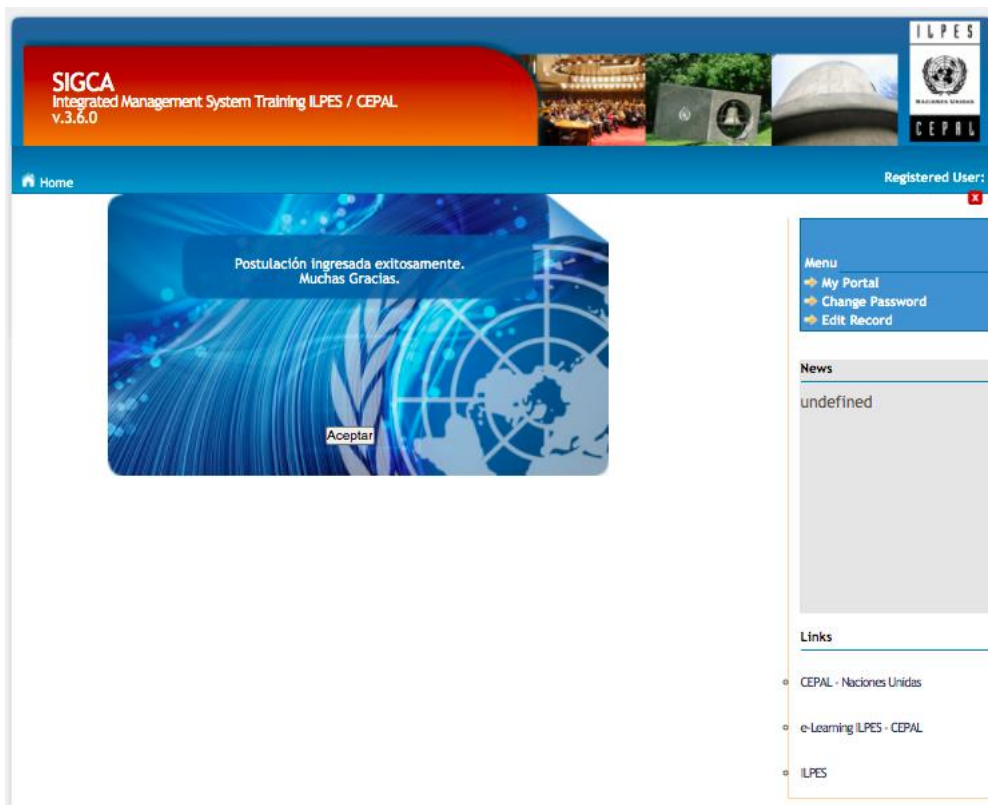 ILPES
NACIONES UNIDAS
CEPAL
SIGCA
Integrated Management System Training ILPES / CEPAL
v.3.6.0
Home
Registered User:
x
Postulación ingresada exitosamente.
Muchas Gracias.
Aceptar
Menu
My Portal
Change Password
Edit Record
News
undefined
Links
CEPAL - Naciones Unidas
e-Learning ILPES - CEPAL
ILPES